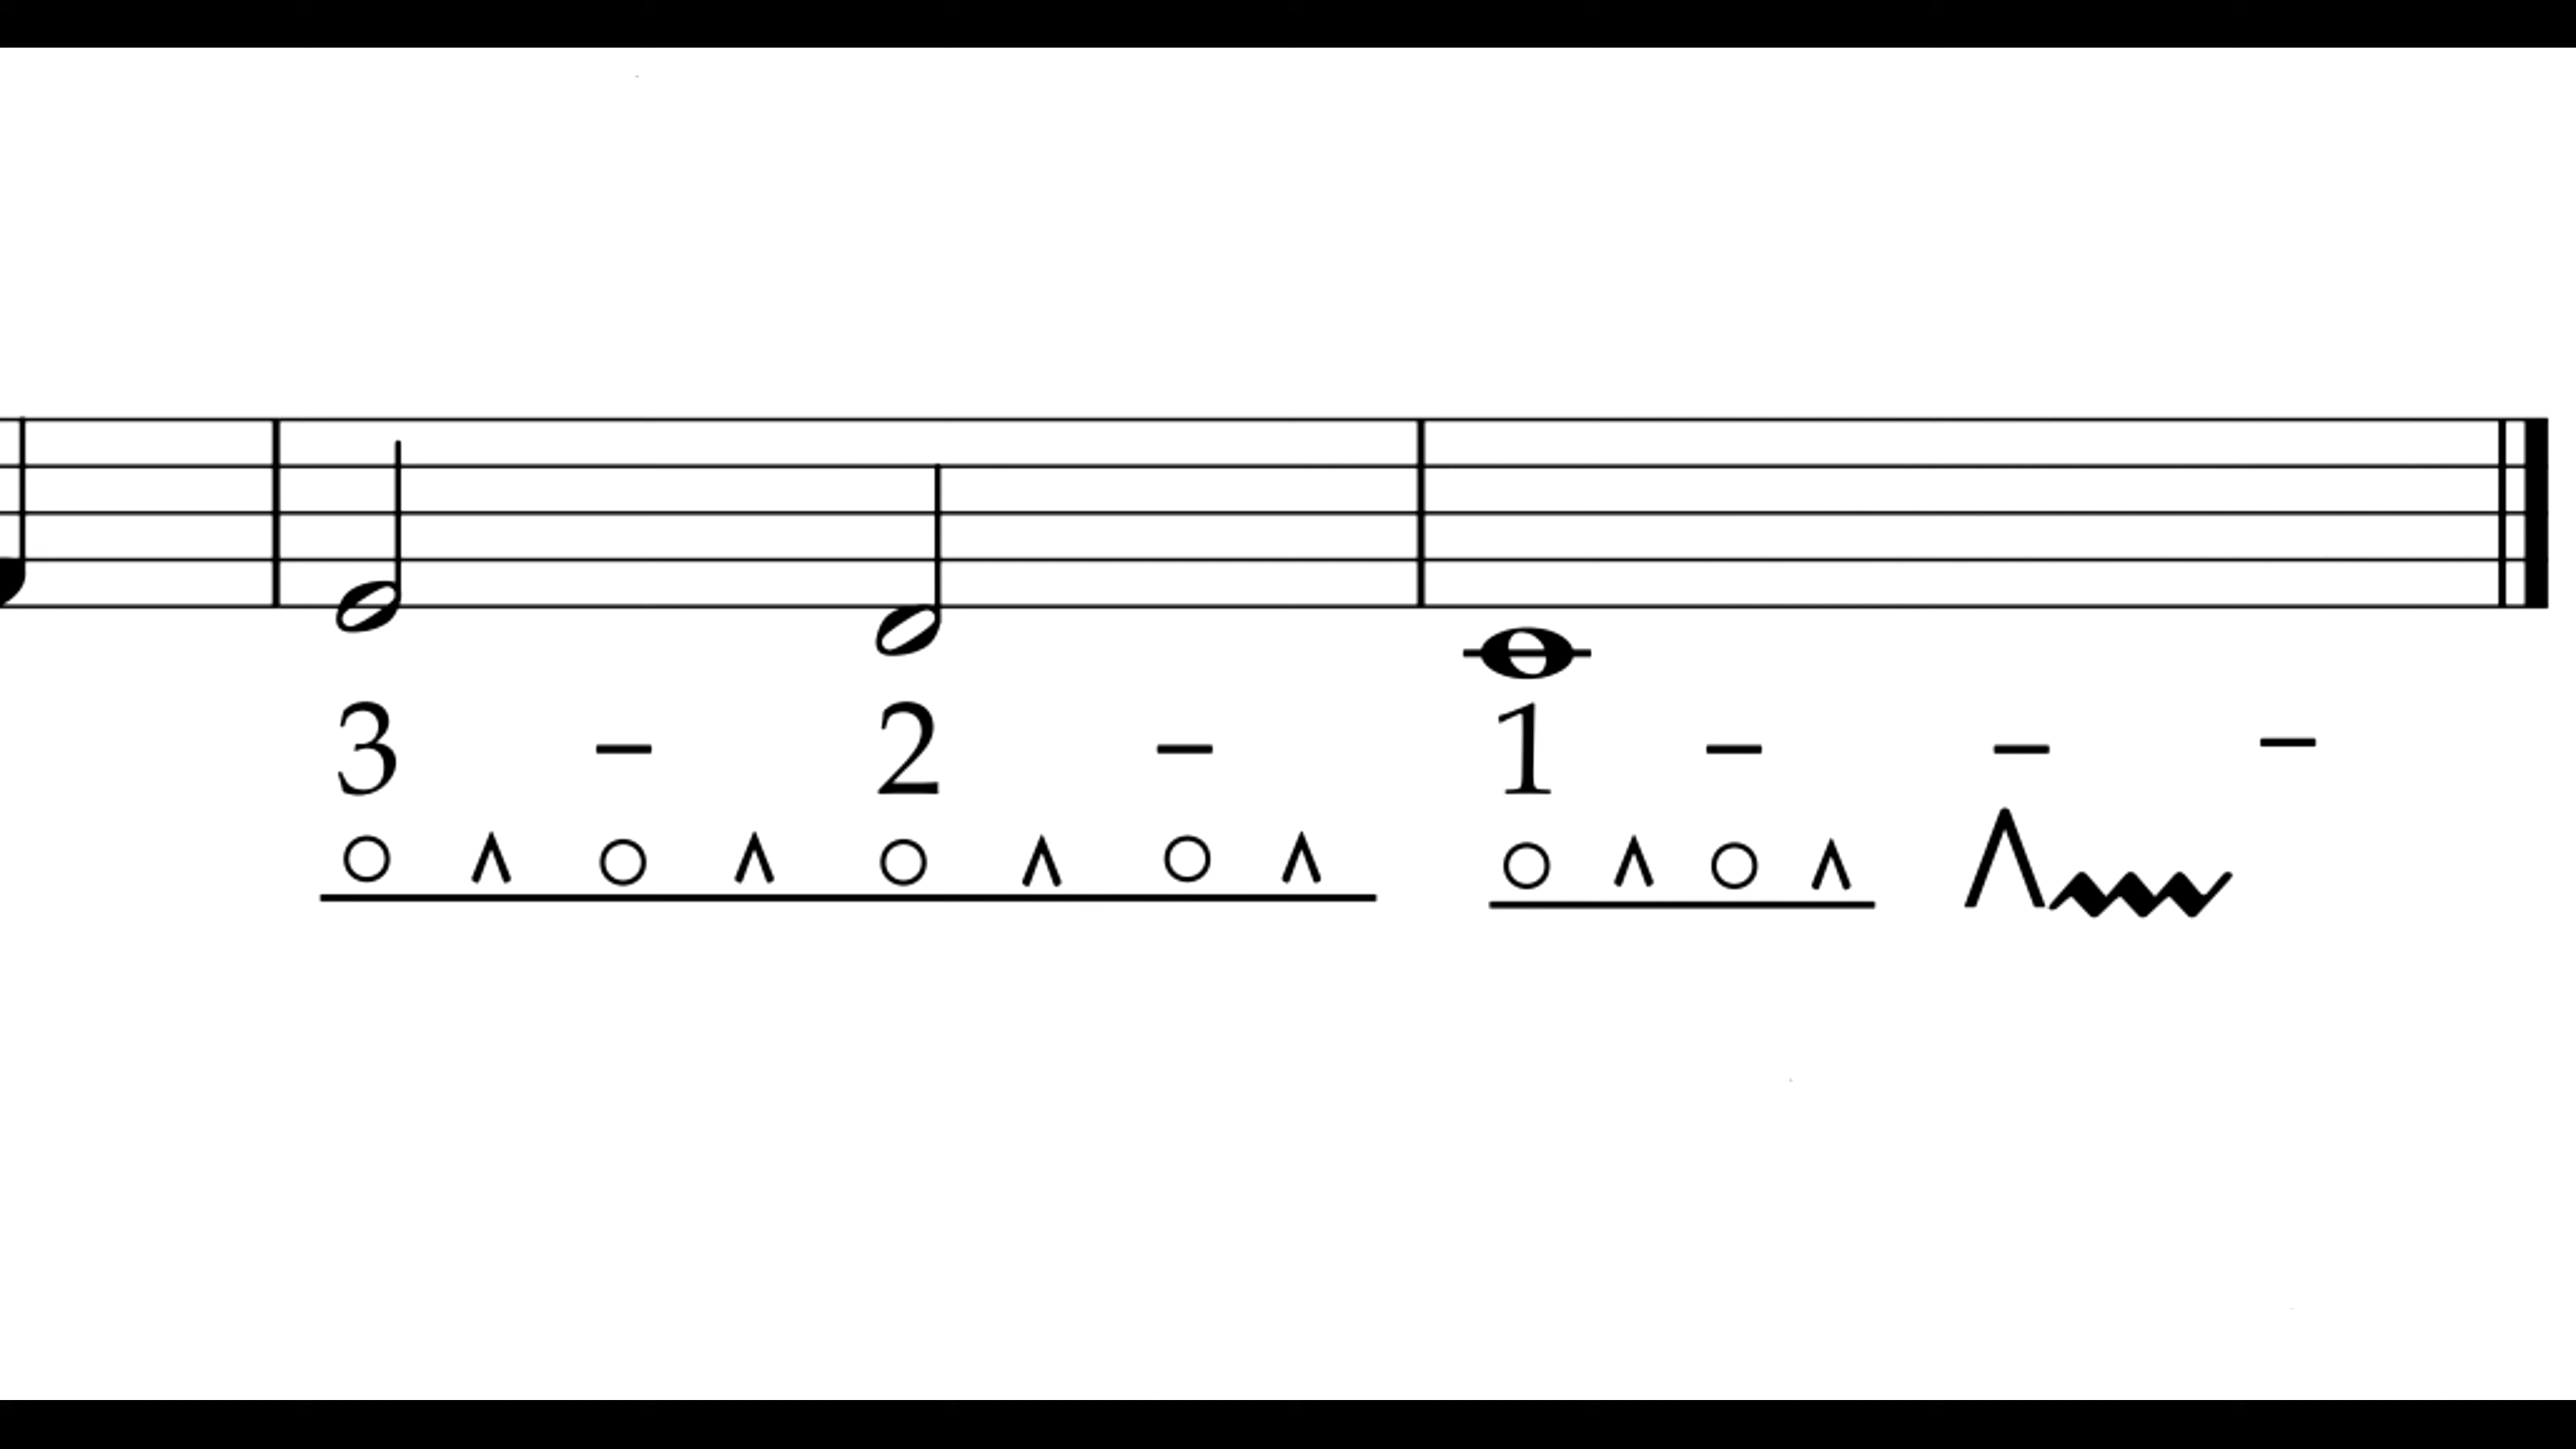 3 – 2 – 1 – – –